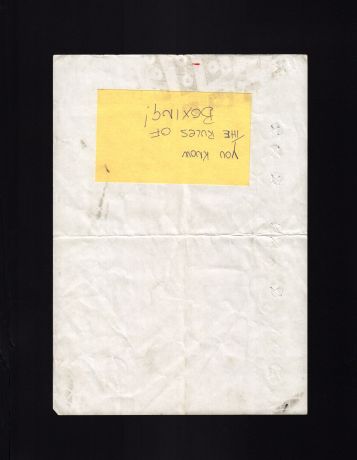 YOU KNOW
THE RULES OF
BOXING!